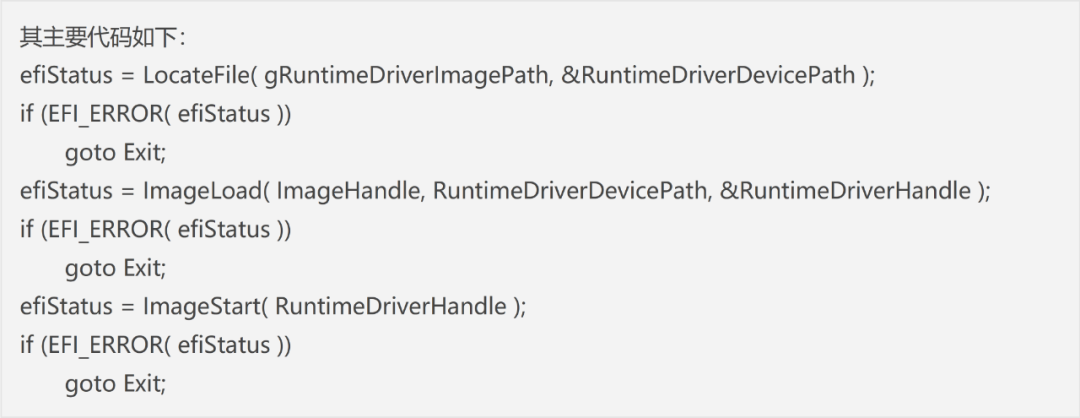 其主要代码如下：
efiStatus = LocateFile( gRuntimeDriverImagePath, &RuntimeDriverDevicePath );
if (EFI_ERROR( efiStatus ))
goto Exit;
efiStatus = ImageLoad( ImageHandle, RuntimeDriverDevicePath, &RuntimeDriverHandle );
if (EFI_ERROR( efiStatus ))
goto Exit;
efiStatus = ImageStart( RuntimeDriverHandle );
if (EFI_ERROR( efiStatus ))
goto Exit;